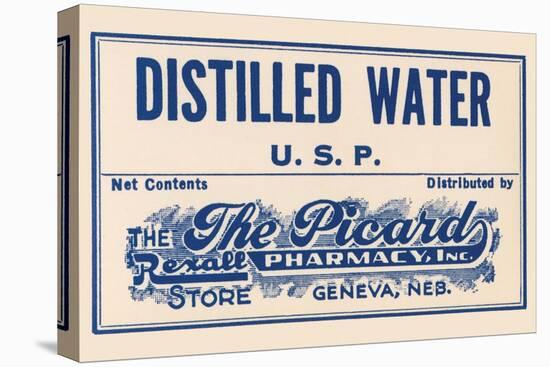 DISTILLED WATER
U. S. P.
Net Contents Distributed by
The Picard
PHARMACY, INC.
THE
Rexall
STORE
GENEVA, NEB.